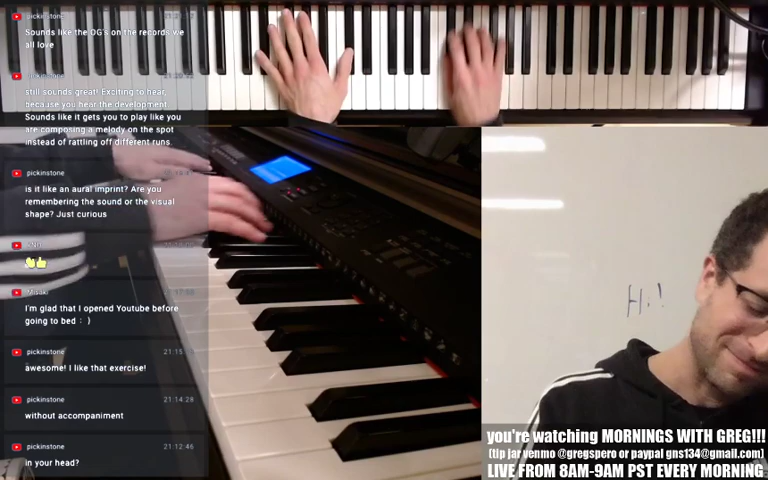 pickinstone
Sounds like the OG's on the records we
all love
pickinstone
still sounds great! Exciting to hear,
because you hear the development.
Sounds like it gets you to play like you
are composing a melody on the spot
instead of rattling off different runs.
pickinstone
is it like an aural imprint? Are you
remembering the sound or the visual
shape? Just curious
I'm glad that I opened Youtube before
going to bed : )
pickinstone
awesome! I like that exercise!
pickinstone 21:14:28
without accompaniment
pickinstone 21:12:46
in your head?
Hi!
you're watching MORNINGS WITH GREG!!!
(tip jar venmo @gregspero or paypal gns134@gmail.com)
LIVE FROM 8AM-9AM PST EVERY MORNING